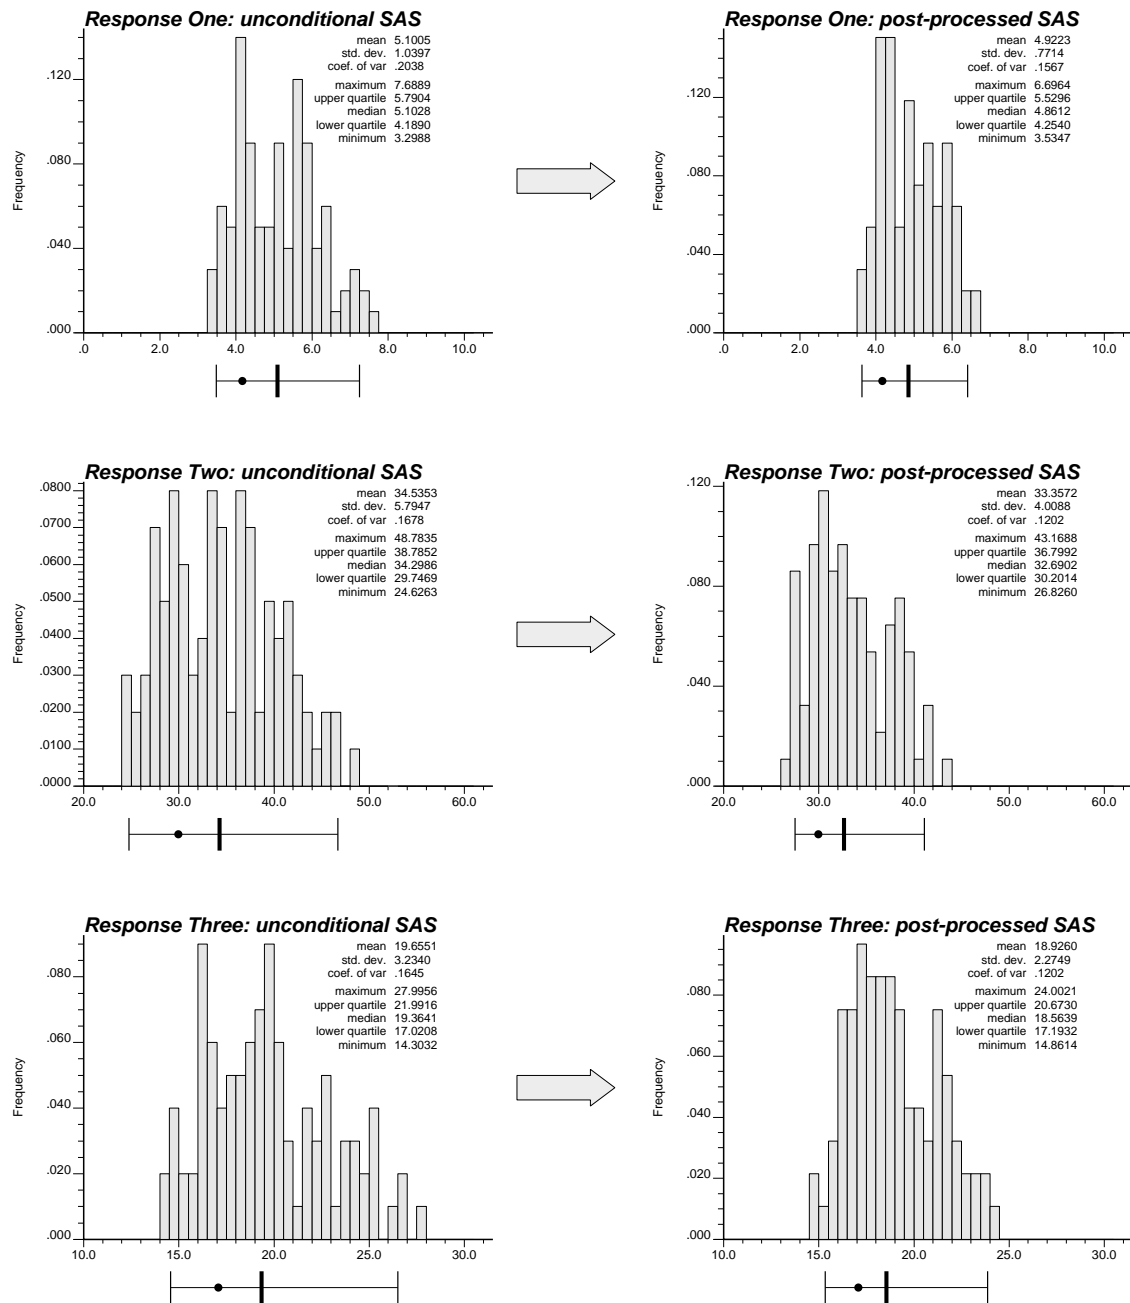 Response One: unconditional SAS
mean 5.1005
std. dev. 1.0397
coef. of var .2038
maximum 7.6889
upper quartile 5.7904
median 5.1028
lower quartile 4.1890
minimum 3.2988
Frequency
.120
.080
.040
.000
.0 2.0 4.0 6.0 8.0 10.0
Response One: post-processed SAS
mean 4.9223
std. dev. .7714
coef. of var .1567
maximum 6.6964
upper quartile 5.5296
median 4.8612
lower quartile 4.2540
minimum 3.5347
Frequency
.120
.080
.040
.000
.0 2.0 4.0 6.0 8.0 10.0
Response Two: unconditional SAS
mean 34.5353
std. dev. 5.7947
coef. of var .1678
maximum 48.7835
upper quartile 38.7852
median 34.2986
lower quartile 29.7469
minimum 24.6263
Frequency
.0800
.0700
.0600
.0500
.0400
.0300
.0200
.0100
.0000
20.0 30.0 40.0 50.0 60.0
Response Two: post-processed SAS
mean 33.3572
std. dev. 4.0088
coef. of var .1202
maximum 43.1688
upper quartile 36.7992
median 32.6902
lower quartile 30.2014
minimum 26.8260
Frequency
.120
.080
.040
.000
20.0 30.0 40.0 50.0 60.0
Response Three: unconditional SAS
mean 19.6551
std. dev. 3.2340
coef. of var .1645
maximum 27.9956
upper quartile 21.9916
median 19.3641
lower quartile 17.0208
minimum 14.3032
Frequency
.080
.060
.040
.020
.000
10.0 15.0 20.0 25.0 30.0
Response Three: post-processed SAS
mean 18.9260
std. dev. 2.2749
coef. of var .1202
maximum 24.0021
upper quartile 20.6730
median 18.5639
lower quartile 17.1932
minimum 14.8614
Frequency
.080
.060
.040
.020
.000
10.0 15.0 20.0 25.0 30.0